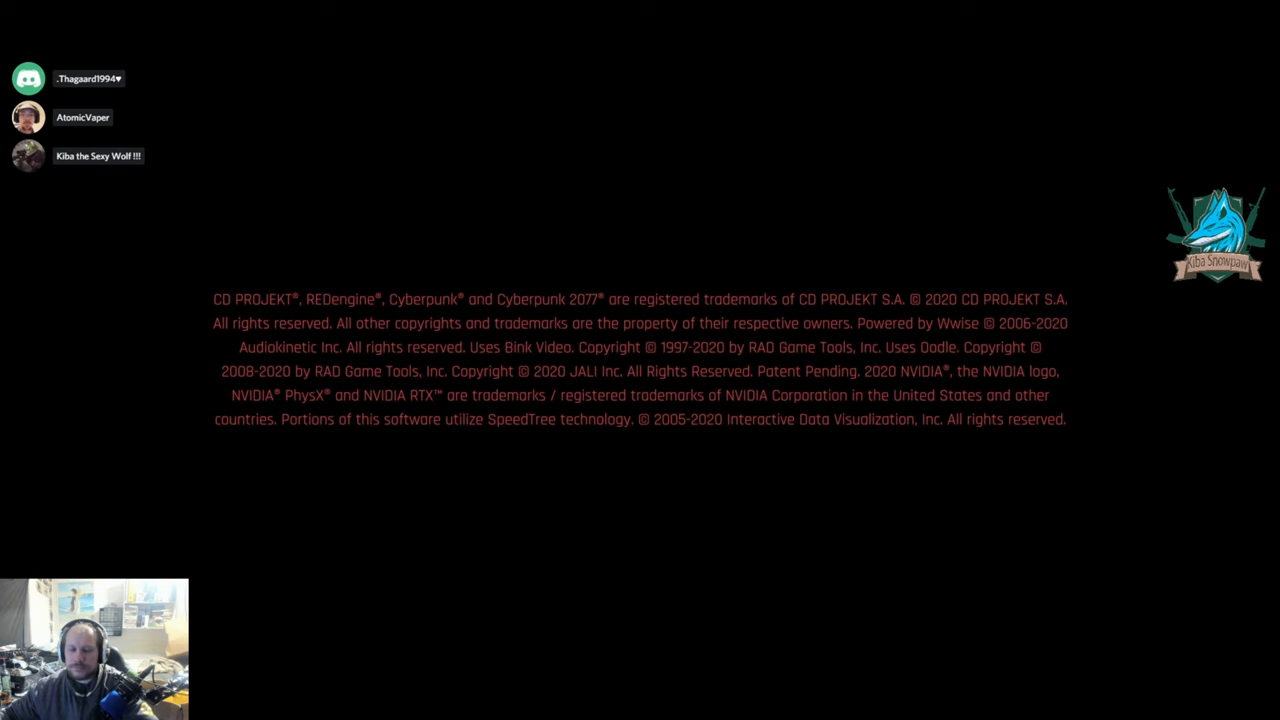 .Thagaard1994♥
AtomicVaper
Kiba the Sexy Wolf !!!
Kiba Snowpaw
CD PROJEKT®, REDengine®, Cyberpunk® and Cyberpunk 2077® are registered trademarks of CD PROJEKT S.A. © 2020 CD PROJEKT S.A.
All rights reserved. All other copyrights and trademarks are the property of their respective owners. Powered by Wwise © 2006-2020
Audiokinetic Inc. All rights reserved. Uses Bink Video. Copyright © 1997-2020 by RAD Game Tools, Inc. Uses Oodle. Copyright ©
2008-2020 by RAD Game Tools, Inc. Copyright © 2020 JALI Inc. All Rights Reserved. Patent Pending. 2020 NVIDIA®, the NVIDIA logo,
NVIDIA® PhysX® and NVIDIA RTX™ are trademarks / registered trademarks of NVIDIA Corporation in the United States and other
countries. Portions of this software utilize SpeedTree technology. © 2005-2020 Interactive Data Visualization, Inc. All rights reserved.